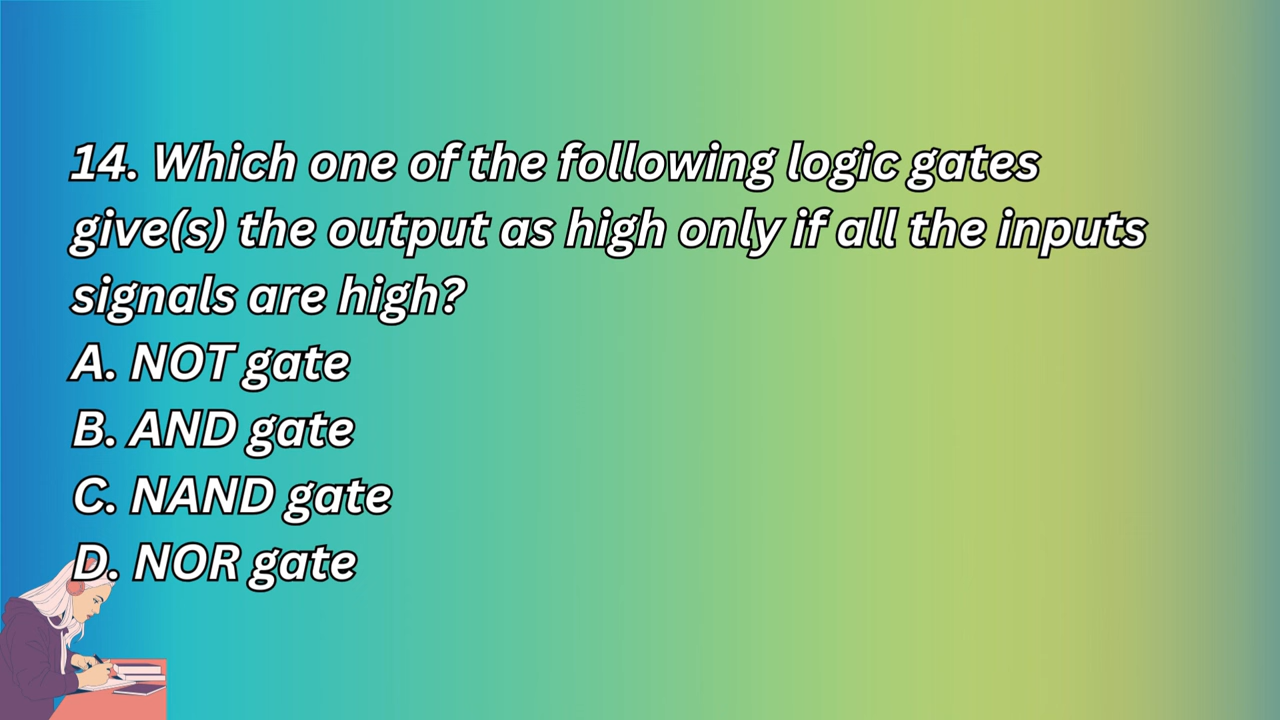 14. Which one of the following logic gates
give(s) the output as high only if all the inputs
signals are high?
A. NOT gate
B. AND gate
C. NAND gate
D. NOR gate